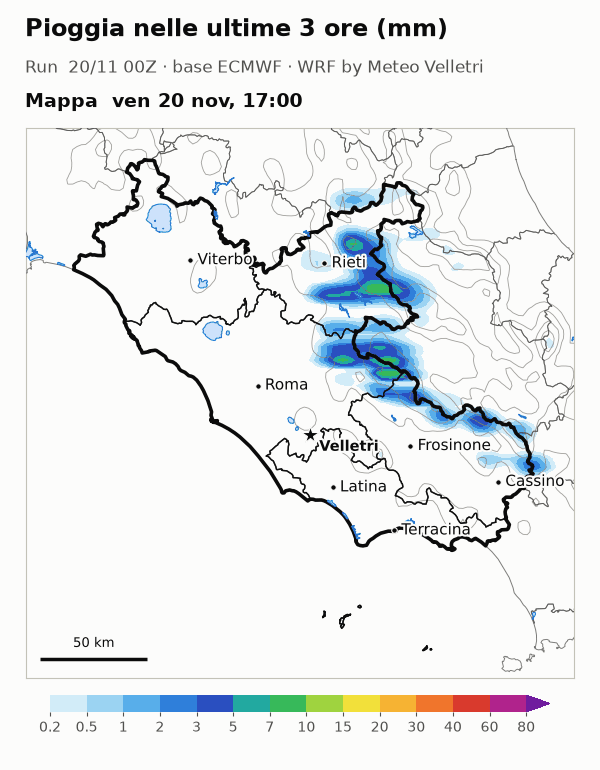 Pioggia nelle ultime 3 ore (mm)
Run  20/11 00Z · base ECMWF · WRF by Meteo Velletri
Mappa  ven 20 nov, 17:00
Viterbo
Rieti
Roma
Velletri
Frosinone
Latina
Cassino
Terracina
50 km
0.2 0.5 1 2 3 5 7 10 15 20 30 40 60 80